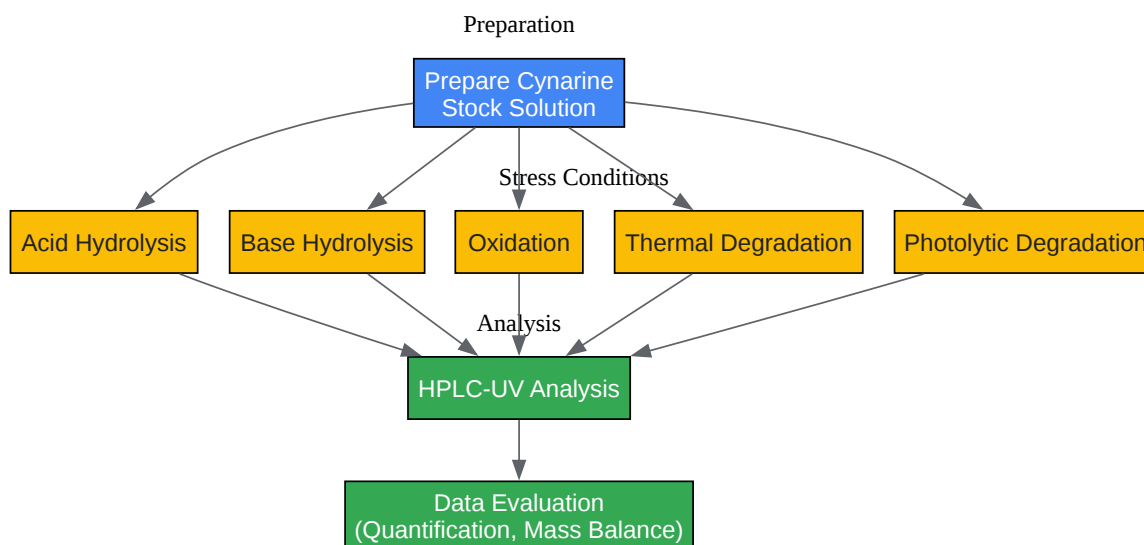 Preparation
Prepare Cynarine
Stock Solution
Stress Conditions
Acid Hydrolysis
Base Hydrolysis
Oxidation
Thermal Degradation
Photolytic Degradation
Analysis
HPLC-UV Analysis
Data Evaluation
(Quantification, Mass Balance)